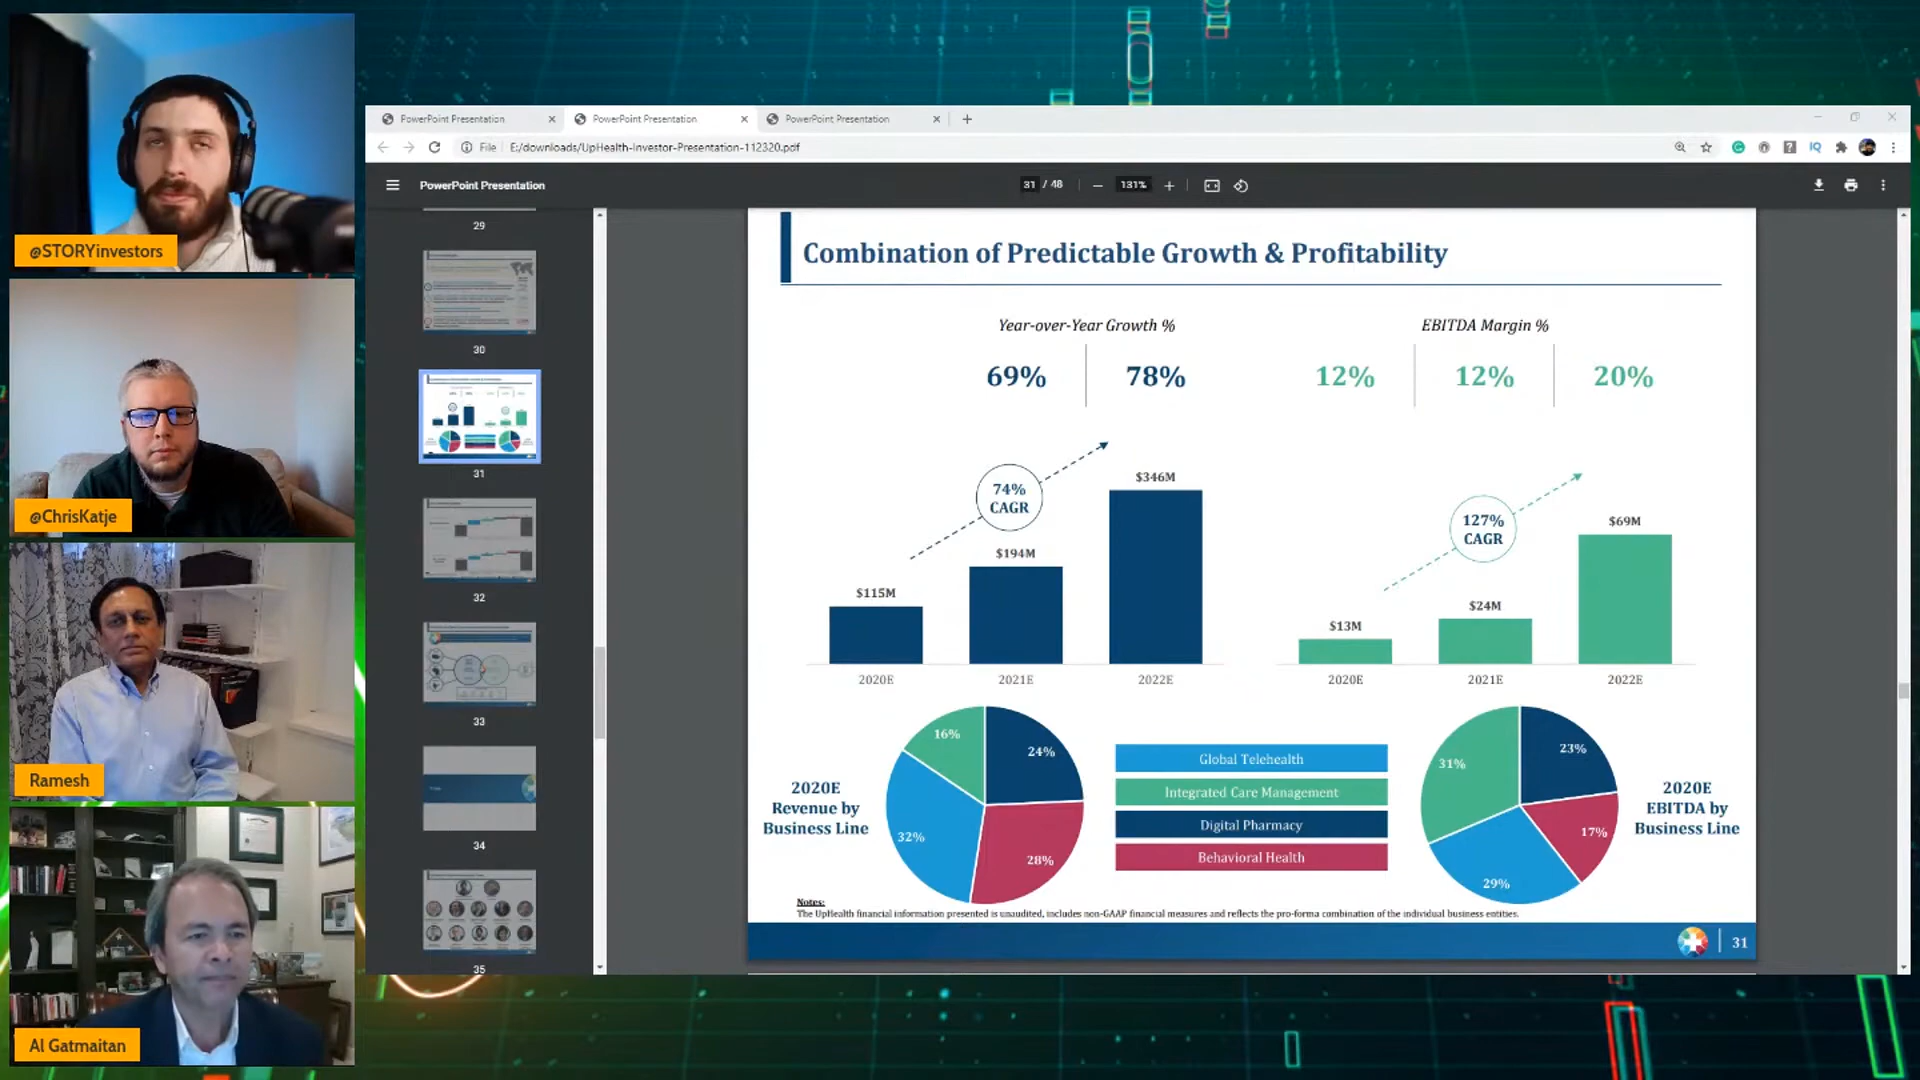 @STORYinvestors
@ChrisKatje
Ramesh
Al Gatmaitan
PowerPoint Presentation
PowerPoint Presentation
PowerPoint Presentation
File E:/downloads/UpHealth-Investor-Presentation-112320.pdf
IQ
PowerPoint Presentation
31 / 48
131%
29
30
31
32
33
34
35
Combination of Predictable Growth & Profitability
Year-over-Year Growth %
69% 78%
EBITDA Margin %
12% 12% 20%
74%
CAGR
$115M
$194M
$346M
2020E 2021E 2022E
127%
CAGR
$13M
$24M
$69M
2020E 2021E 2022E
2020E
Revenue by
Business Line
16%
24%
32%
28%
Global Telehealth
Integrated Care Management
Digital Pharmacy
Behavioral Health
31%
23%
17%
29%
2020E
EBITDA by
Business Line
Notes:
The UpHealth financial information presented is unaudited, includes non-GAAP financial measures and reflects the pro-forma combination of the individual business entities.
31